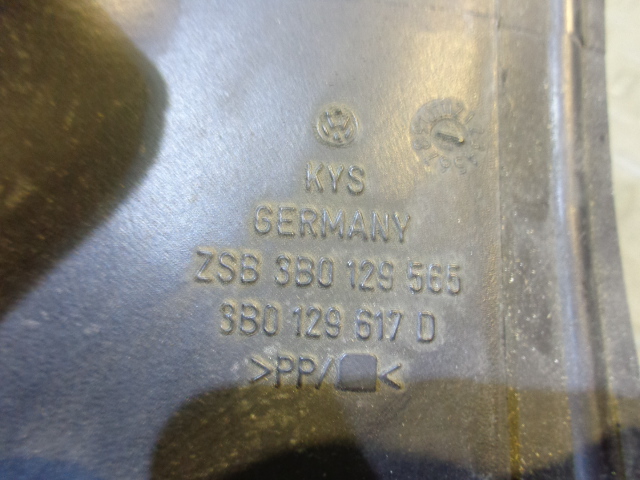 KYS
GERMANY
ZSB 3B0 129 565
3B0 129 617 D
>PP/ <